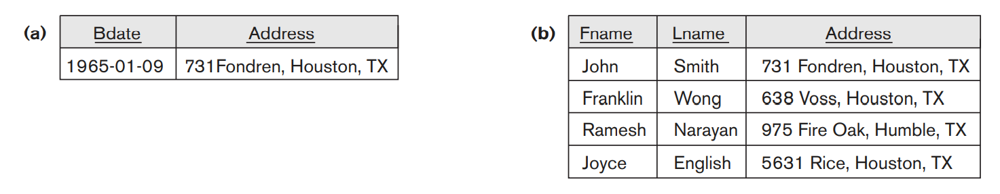 (a)
Bdate Address
1965-01-09 731Fondren, Houston, TX
(b)
Fname Lname Address
John Smith 731 Fondren, Houston, TX
Franklin Wong 638 Voss, Houston, TX
Ramesh Narayan 975 Fire Oak, Humble, TX
Joyce English 5631 Rice, Houston, TX